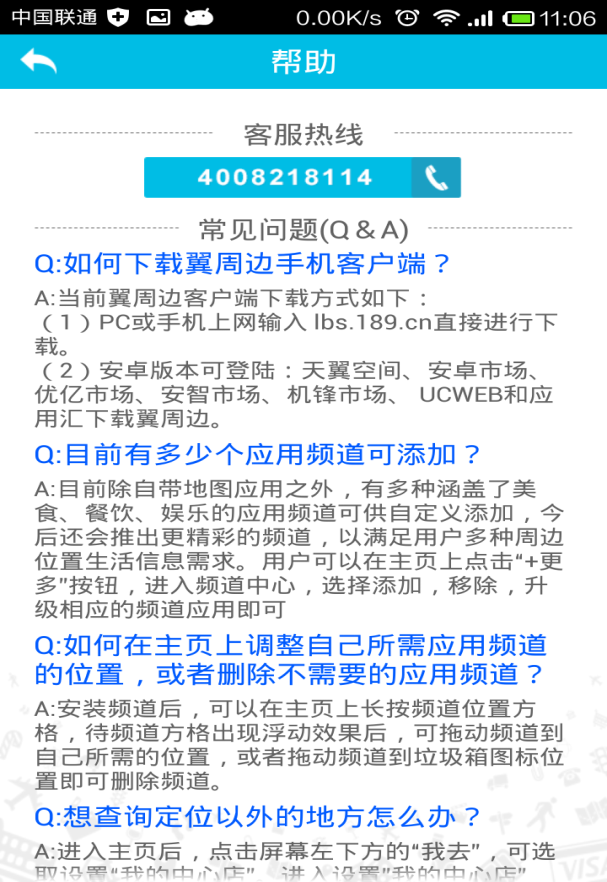 中国联通 0.00K/s 11:06
帮助
客服热线
4008218114
常见问题(Q&A)
Q:如何下载翼周边手机客户端？
A:当前翼周边客户端下载方式如下：
（1）PC或手机上网输入 lbs.189.cn直接进行下
载。
（2）安卓版本可登陆：天翼空间、安卓市场、
优亿市场、安智市场、机锋市场、 UCWEB和应
用汇下载翼周边。
Q:目前有多少个应用频道可添加？
A:目前除自带地图应用之外，有多种涵盖了美
食、餐饮、娱乐的应用频道可供自定义添加，今
后还会推出更精彩的频道，以满足用户多种周边
位置生活信息需求。用户可以在主页上点击“+更
多”按钮，进入频道中心，选择添加，移除，升
级相应的频道应用即可
Q:如何在主页上调整自己所需应用频道
的位置，或者删除不需要的应用频道？
A:安装频道后，可以在主页上长按频道位置方
格，待频道方格出现浮动效果后，可拖动频道到
自己所需的位置，或者拖动频道到垃圾箱图标位
置即可删除频道。
Q:想查询定位以外的地方怎么办？
A:进入主页后，点击屏幕左下方的“我去”，可选
取设置“我的中心店”，进入设置“我的中心店”
VISA